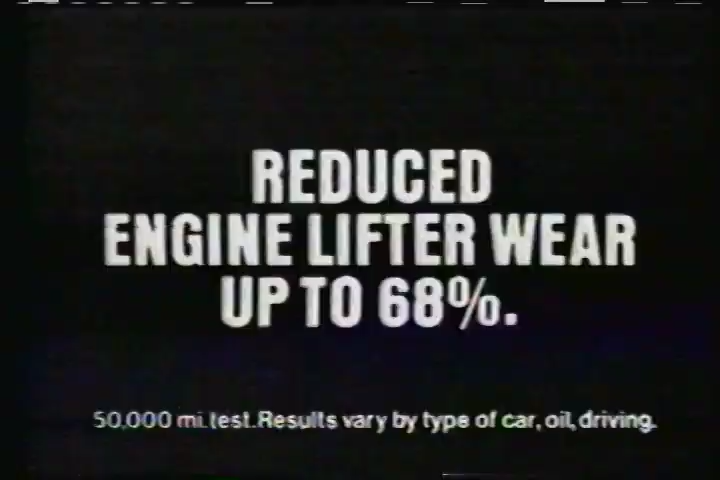 REDUCED
ENGINE LIFTER WEAR
UP TO 68%.
50,000 mi. test. Results vary by type of car, oil, driving.